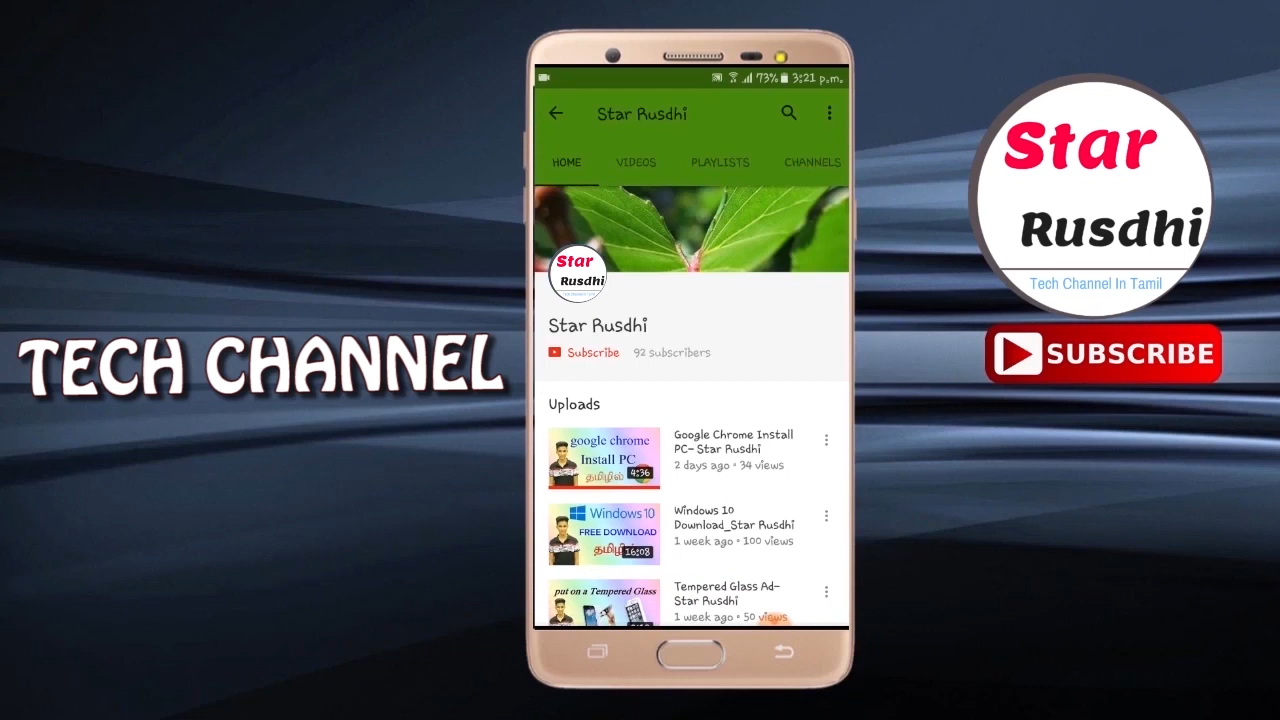 TECH CHANNEL
73% 3:21 p.m.
Star Rusdhi
HOME VIDEOS PLAYLISTS CHANNELS
Star
Rusdhi
Star Rusdhi
Subscribe 92 subscribers
Uploads
google chrome
Install PC
தமிழில்
4:36
Google Chrome Install
PC- Star Rusdhi
2 days ago • 34 views
Windows 10
FREE DOWNLOAD
16:08
Windows 10
Download_Star Rusdhi
1 week ago • 100 views
put on a Tempered Glass
Tempered Glass Ad-
Star Rusdhi
1 week ago • 50 views
Star
Rusdhi
Tech Channel In Tamil
SUBSCRIBE